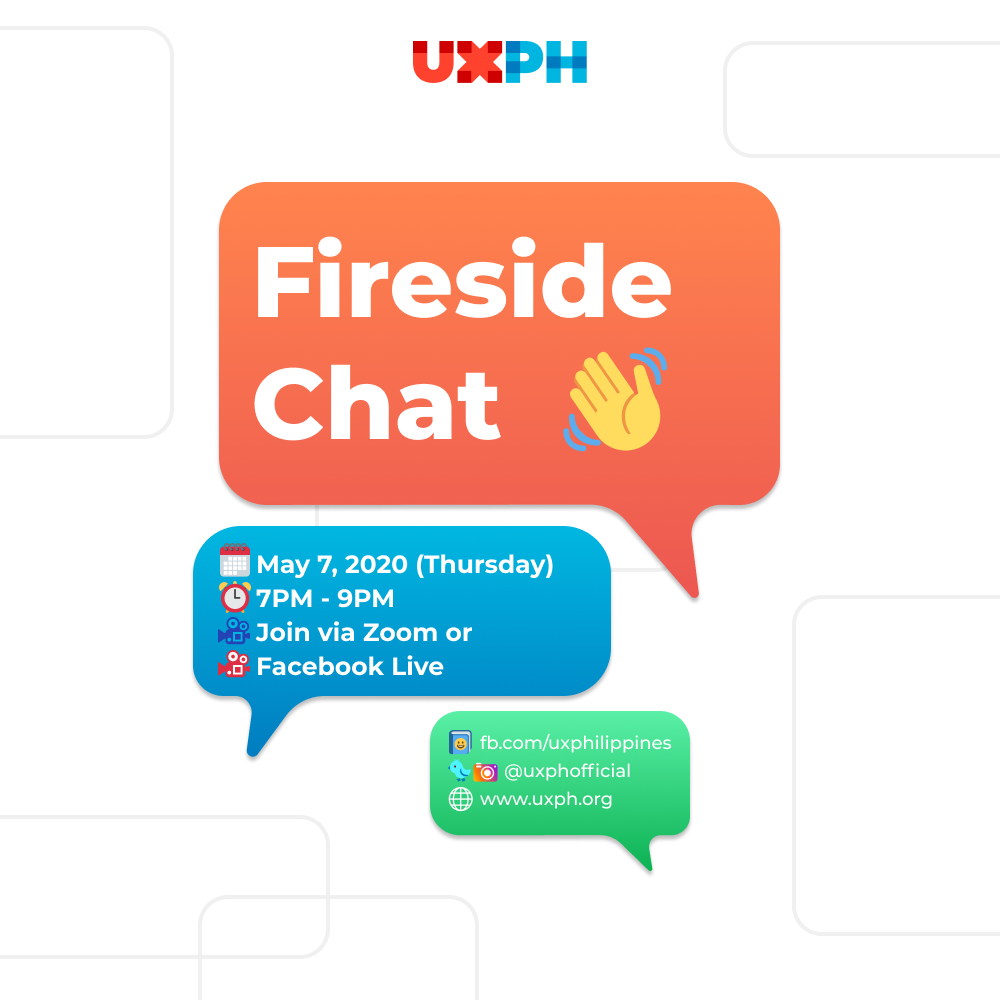 UXPH
Fireside
Chat
May 7, 2020 (Thursday)
7PM - 9PM
Join via Zoom or
Facebook Live
fb.com/uxphilippines
@uxphofficial
www.uxph.org